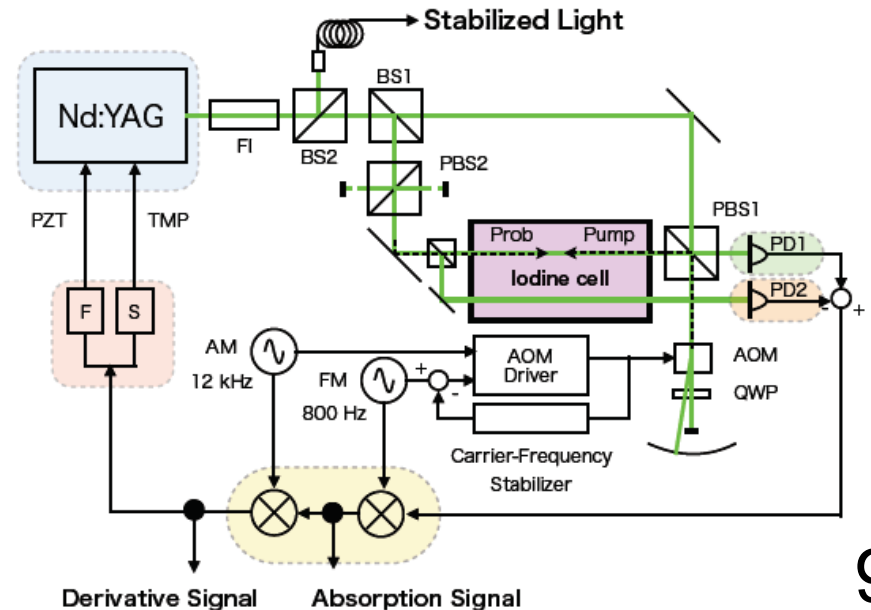 Stabilized Light
BS1
Nd:YAG
FI
BS2
PBS2
PZT
TMP
PBS1
Prob
Pump
PD1
Iodine cell
PD2
-
+
F
S
AM
12 kHz
FM
800 Hz
+
-
AOM
Driver
AOM
QWP
Carrier-Frequency
Stabilizer
Derivative Signal
Absorption Signal
9